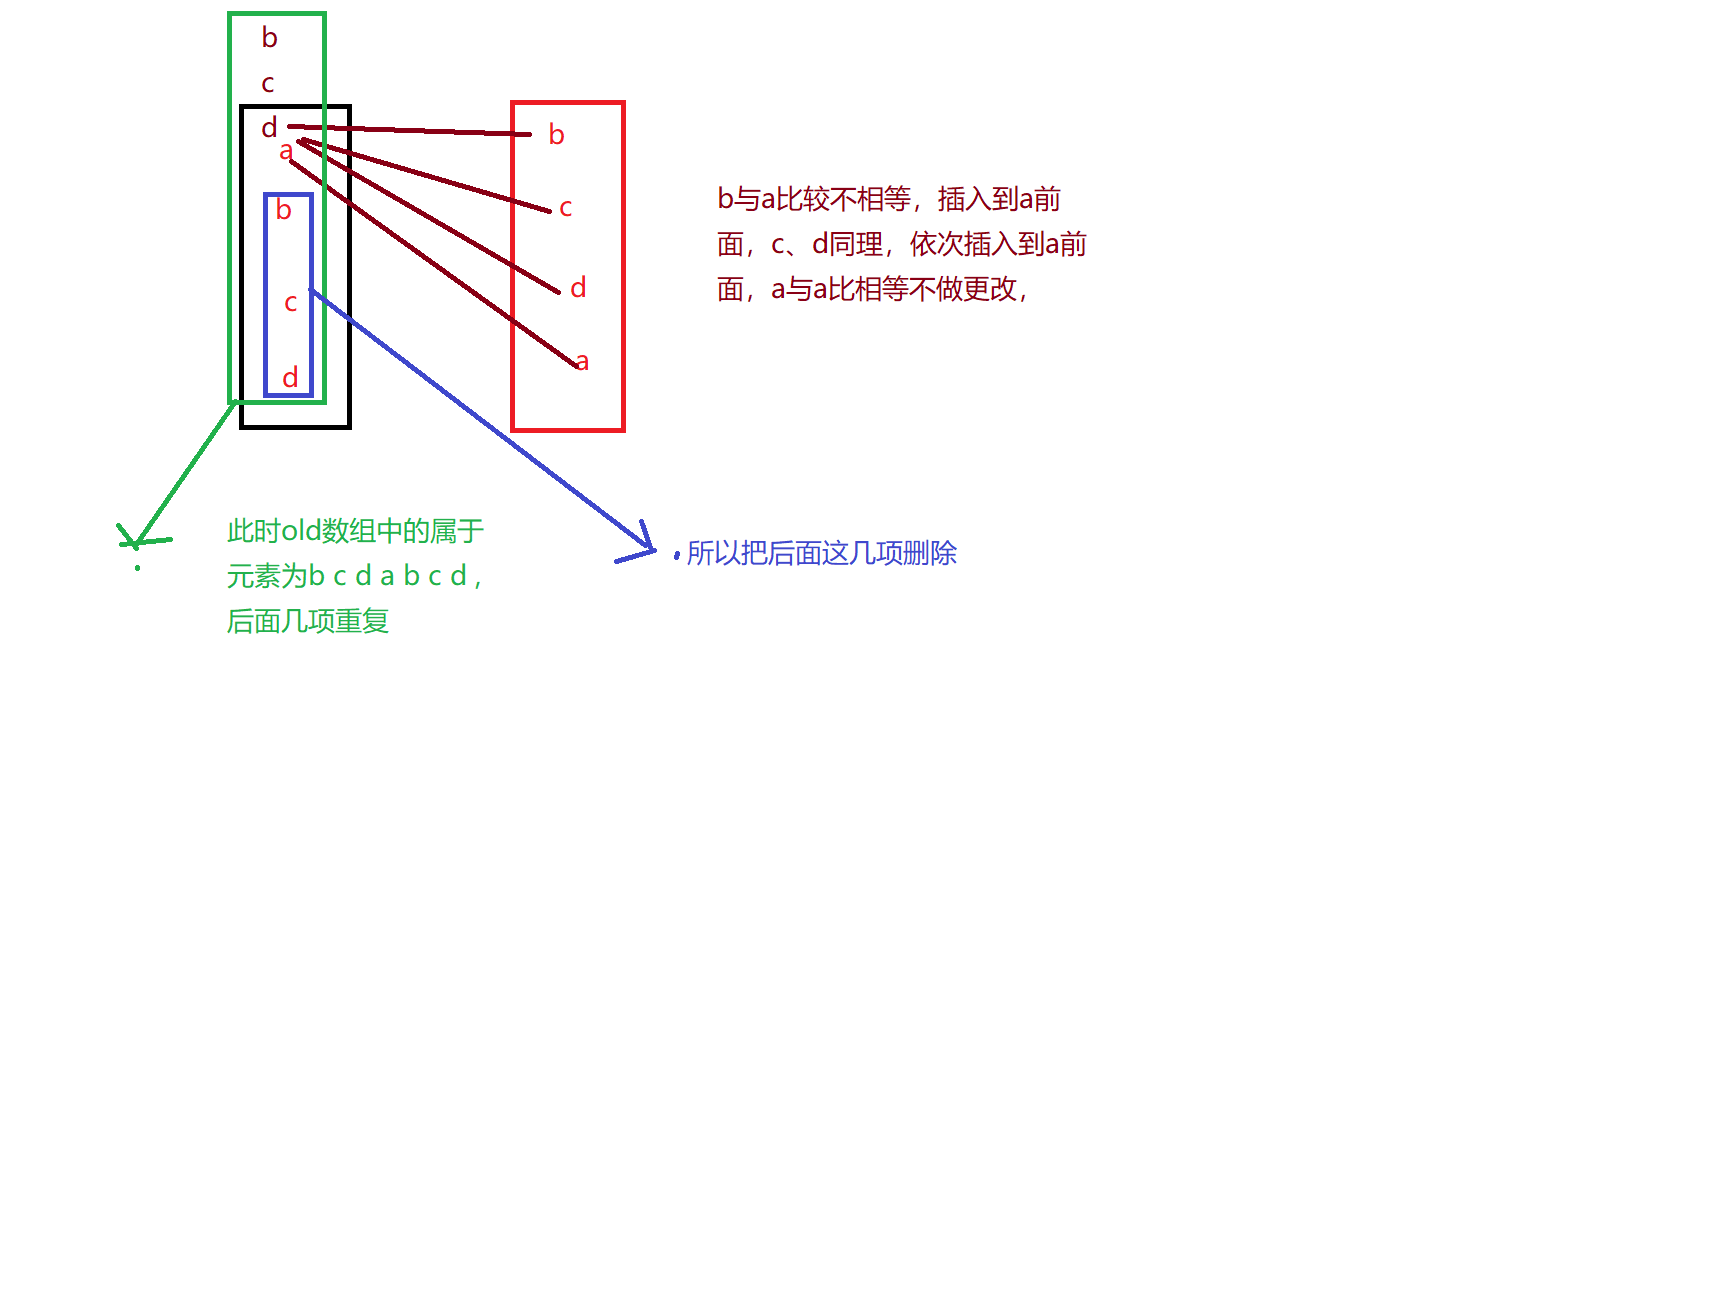 b
c
d
a
b
c
d
b
c
d
a
b与a比较不相等，插入到a前
面，c、d同理，依次插入到a前
面，a与a比相等不做更改，
此时old数组中的属于
元素为b c d a b c d，
后面几项重复
所以把后面这几项删除